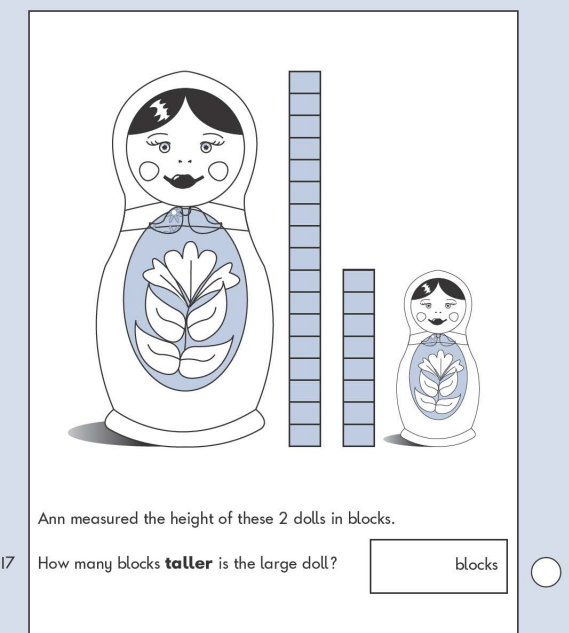 Ann measured the height of these 2 dolls in blocks.
17 How many blocks taller is the large doll?
blocks